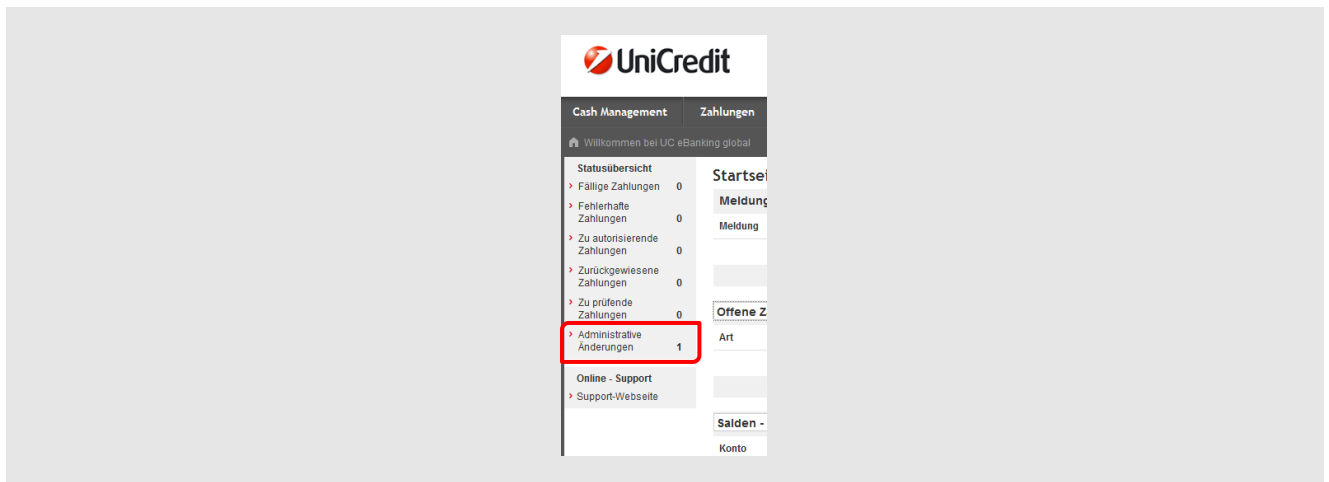 UniCredit
Cash Management Zahlungen
Willkommen bei UC eBanking global
Statusübersicht
Fällige Zahlungen 0
Fehlerhafte
Zahlungen 0
Zu autorisierende
Zahlungen 0
Zurückgewiesene
Zahlungen 0
Zu prüfende
Zahlungen 0
Administrative
Änderungen 1
Online - Support
Support-Webseite
Startsei
Meldung
Meldung
Offene Z
Art
Salden -
Konto